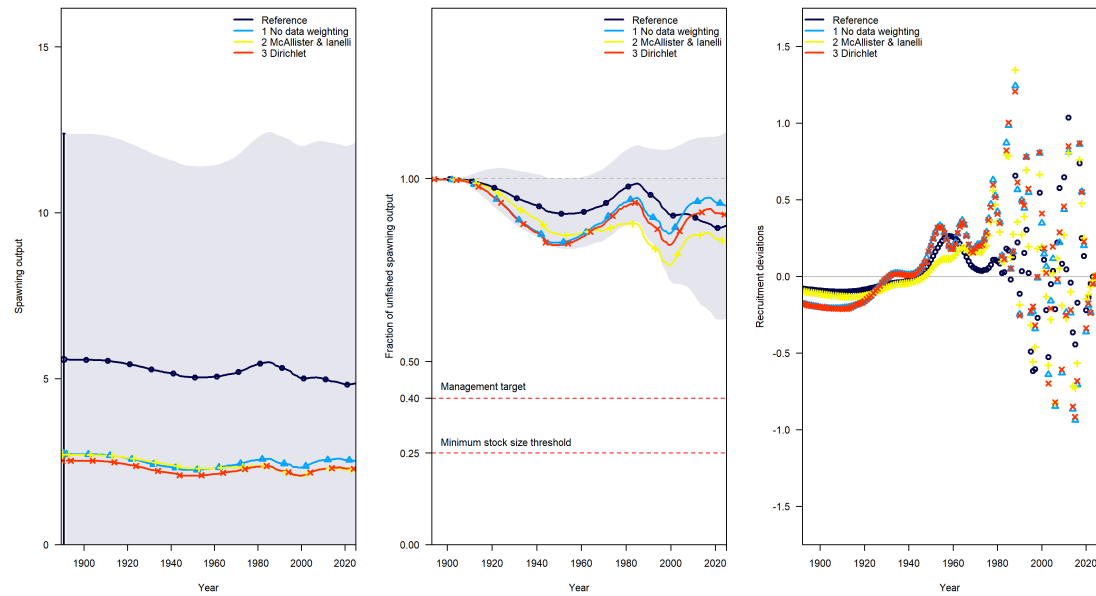 Spawning output
15
10
5
0
Reference
1 No data weighting
2 McAllister & Ianelli
3 Dirichlet
1900 1920 1940 1960 1980 2000 2020
Year
Fraction of unfished spawning output
1.00
0.50
0.40
0.25
0.00
Reference
1 No data weighting
2 McAllister & Ianelli
3 Dirichlet
Management target
Minimum stock size threshold
1900 1920 1940 1960 1980 2000 2020
Year
Recruitment deviations
1.5
1.0
0.5
0.0
-0.5
-1.0
-1.5
Reference
1 No data weighting
2 McAllister & Ianelli
3 Dirichlet
1900 1920 1940 1960 1980 2000 2020
Year